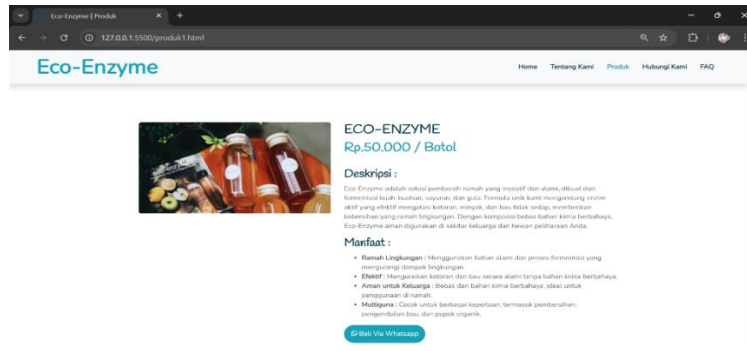 Eco-Enzyme | Produk
127.0.0.1:5500/produk1.html
Eco-Enzyme
Home Tentang Kami Produk Hubungi Kami FAQ
ECO-ENZYME
Rp.50.000 / Botol
Deskripsi :
Eco-Enzyme adalah solusi pembersih rumah yang inovatif dan alami, dibuat dari
fermentasi buah-buahan, sayuran, dan gula. Formula unik kami mengandung enzim
aktif yang efektif mengatasi kotoran, minyak, dan bau tidak sedap, memberikan
kebersihan yang ramah lingkungan. Dengan komposisi bebas bahan kimia berbahaya,
Eco-Enzyme aman digunakan di sekitar keluarga dan hewan peliharaan Anda.
Manfaat :
Ramah Lingkungan : Menggunakan bahan alami dan proses fermentasi yang
mengurangi dampak lingkungan.
Efektif : Menguraikan kotoran dan bau secara alami tanpa bahan kimia berbahaya.
Aman untuk Keluarga : Bebas dari bahan kimia berbahaya, ideal untuk
penggunaan di rumah.
Multiguna : Cocok untuk berbagai keperluan, termasuk pembersihan,
pengendalian bau, dan pupuk organik.
Beli Via Whatsapp